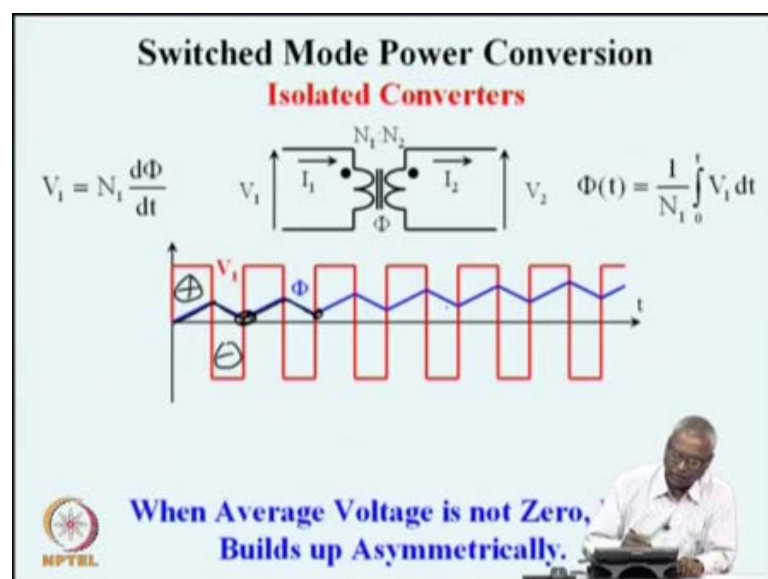 Switched Mode Power Conversion
Isolated Converters
N₁:N₂
V₁ = N₁ dΦ/dt
V₁
I₁
I₂
V₂
Φ(t) = 1/N₁ ∫₀ᵗ V₁ dt
Φ
V₁
Φ
t
+
−
When Average Voltage is not Zero,
Builds up Asymmetrically.
NPTEL